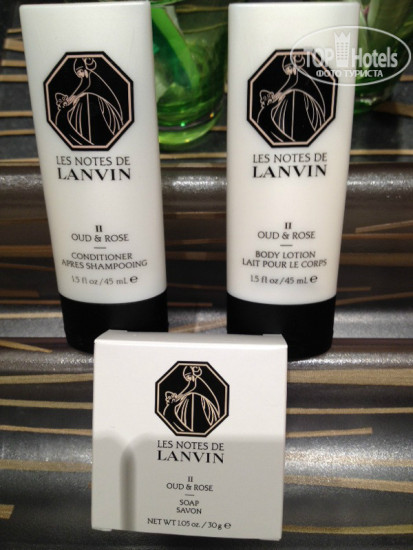 TOP Hotels
ФОТО ТУРИСТА
LES NOTES DE
LANVIN
II
OUD & ROSE
CONDITIONER
APRES SHAMPOOING
1.5 fl oz/45 mL ℮
LES NOTES DE
LANVIN
II
OUD & ROSE
BODY LOTION
LAIT POUR LE CORPS
1.5 fl oz/45 mL ℮
LES NOTES DE
LANVIN
II
OUD & ROSE
SOAP
SAVON
NET WT 1.05 oz. / 30 g ℮